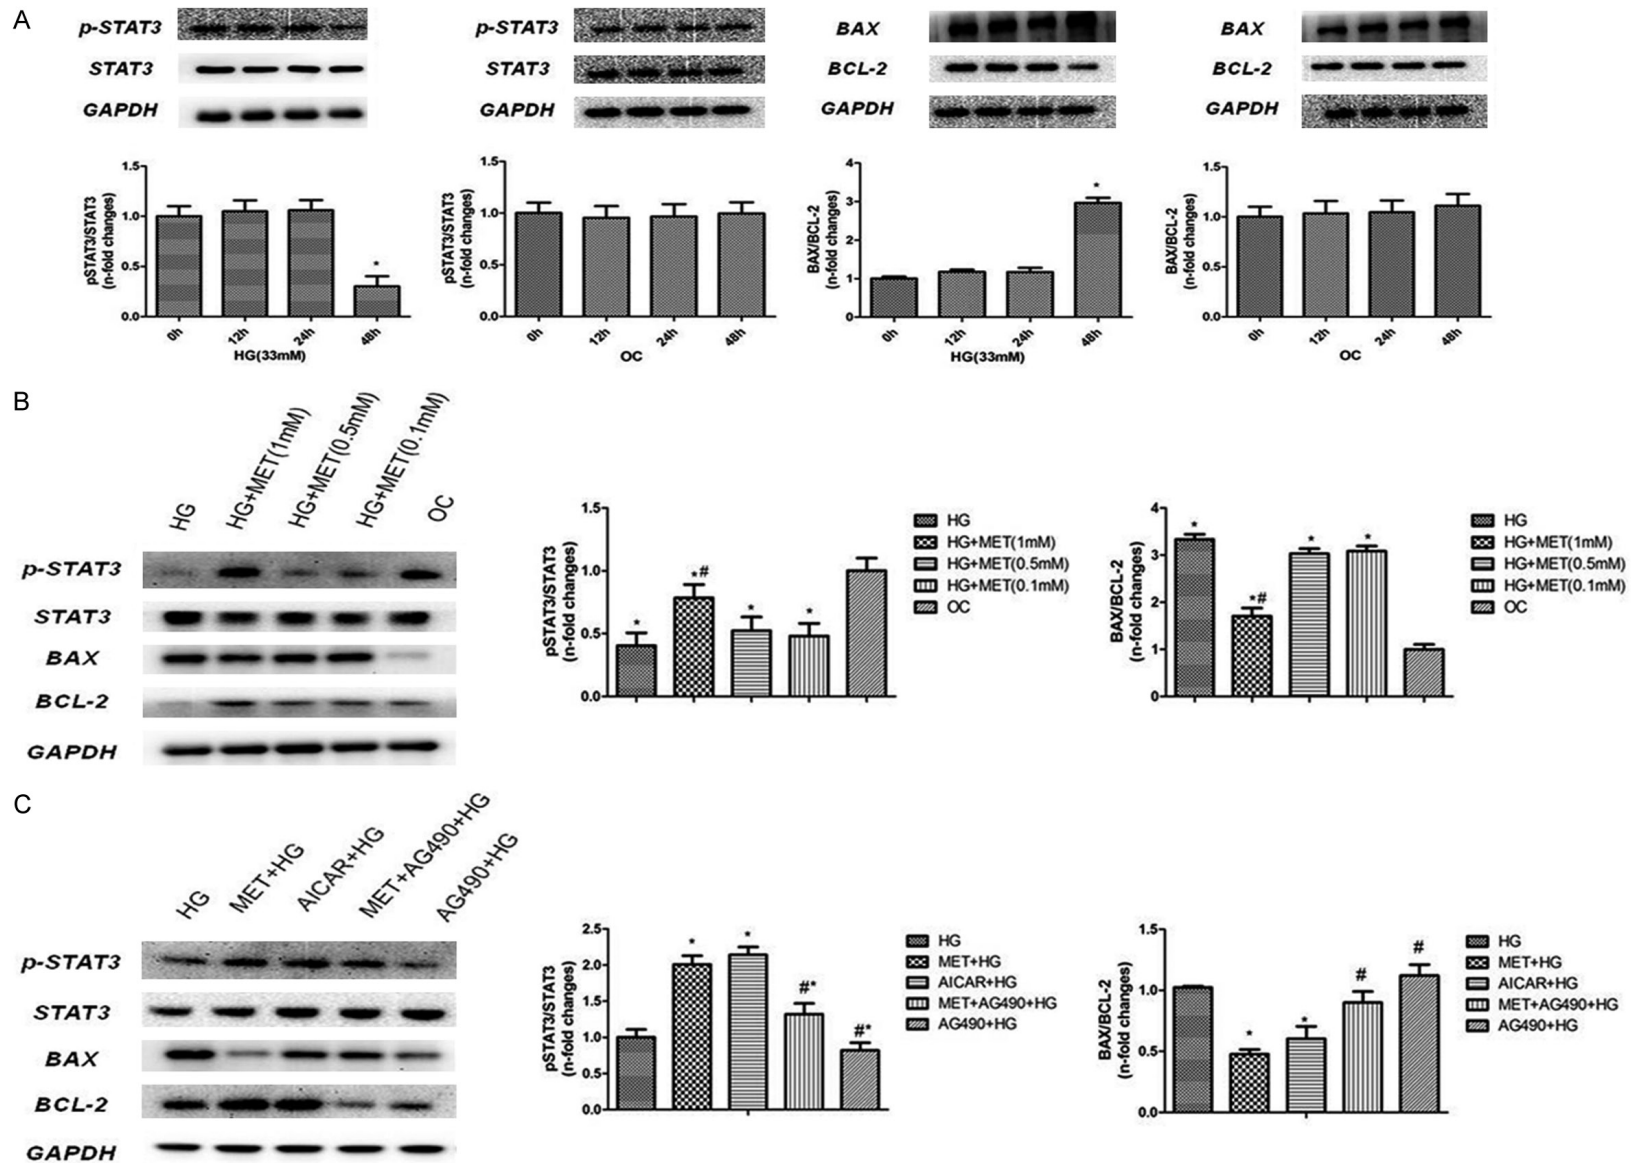 A
p-STAT3
STAT3
GAPDH
p-STAT3
STAT3
GAPDH
BAX
BCL-2
GAPDH
BAX
BCL-2
GAPDH
pSTAT3/STAT3
(n-fold changes)
1.5
1.0
0.5
0.0
*
0h
12h
24h
48h
HG(33mM)
pSTAT3/STAT3
(n-fold changes)
1.5
1.0
0.5
0.0
0h
12h
24h
48h
OC
BAX/BCL-2
(n-fold changes)
4
3
2
1
0
*
0h
12h
24h
48h
HG(33mM)
BAX/BCL-2
(n-fold changes)
1.5
1.0
0.5
0.0
0h
12h
24h
48h
OC
B
HG
HG+MET(1mM)
HG+MET(0.5mM)
HG+MET(0.1mM)
OC
p-STAT3
STAT3
BAX
BCL-2
GAPDH
pSTAT3/STAT3
(n-fold changes)
1.5
1.0
0.5
0.0
*
*#
*
*
HG
HG+MET(1mM)
HG+MET(0.5mM)
HG+MET(0.1mM)
OC
BAX/BCL-2
(n-fold changes)
4
3
2
1
0
*
*#
*
*
HG
HG+MET(1mM)
HG+MET(0.5mM)
HG+MET(0.1mM)
OC
C
HG
MET+HG
AICAR+HG
MET+AG490+HG
AG490+HG
p-STAT3
STAT3
BAX
BCL-2
GAPDH
pSTAT3/STAT3
(n-fold changes)
2.5
2.0
1.5
1.0
0.5
0.0
*
*
#*
#*
HG
MET+HG
AICAR+HG
MET+AG490+HG
AG490+HG
BAX/BCL-2
(n-fold changes)
1.5
1.0
0.5
0.0
*
*
#
#
HG
MET+HG
AICAR+HG
MET+AG490+HG
AG490+HG